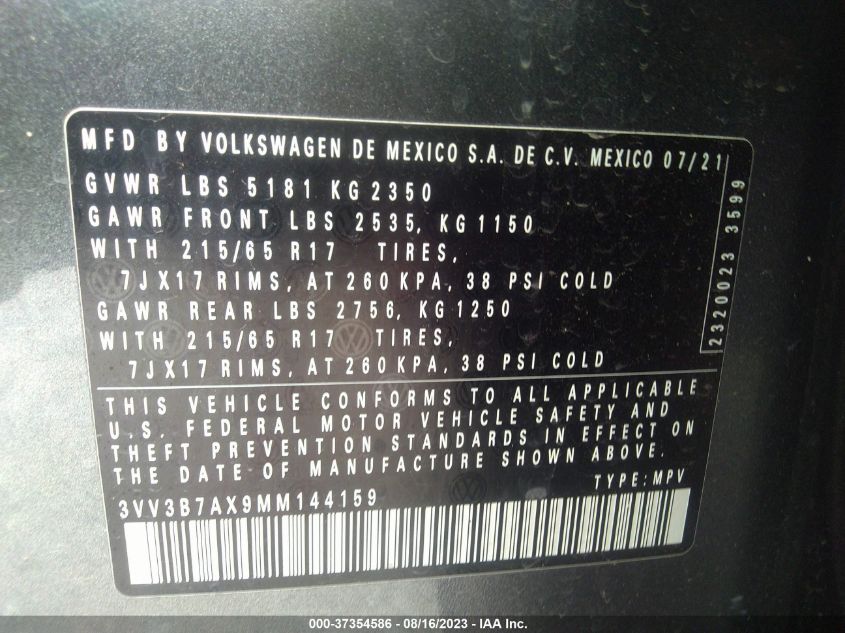 MFD BY VOLKSWAGEN DE MEXICO S.A. DE C.V. MEXICO 07/21
GVWR LBS 5181 KG 2350
GAWR FRONT LBS 2535, KG 1150
WITH 215/65 R17 TIRES,
7JX17 RIMS, AT 260 KPA, 38 PSI COLD
GAWR REAR LBS 2756, KG 1250
WITH 215/65 R17 TIRES,
7JX17 RIMS, AT 260 KPA, 38 PSI COLD
2320023 3599
THIS VEHICLE CONFORMS TO ALL APPLICABLE
U.S. FEDERAL MOTOR VEHICLE SAFETY AND
THEFT PREVENTION STANDARDS IN EFFECT ON
THE DATE OF MANUFACTURE SHOWN ABOVE.
TYPE: MPV
3VV3B7AX9MM144159
000-37354586 - 08/16/2023 - IAA Inc.